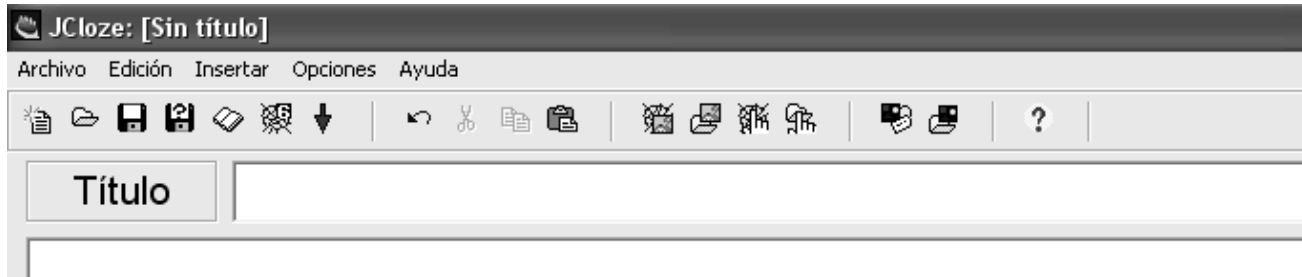 JCloze: [Sin título]
Archivo Edición Insertar Opciones Ayuda
Título